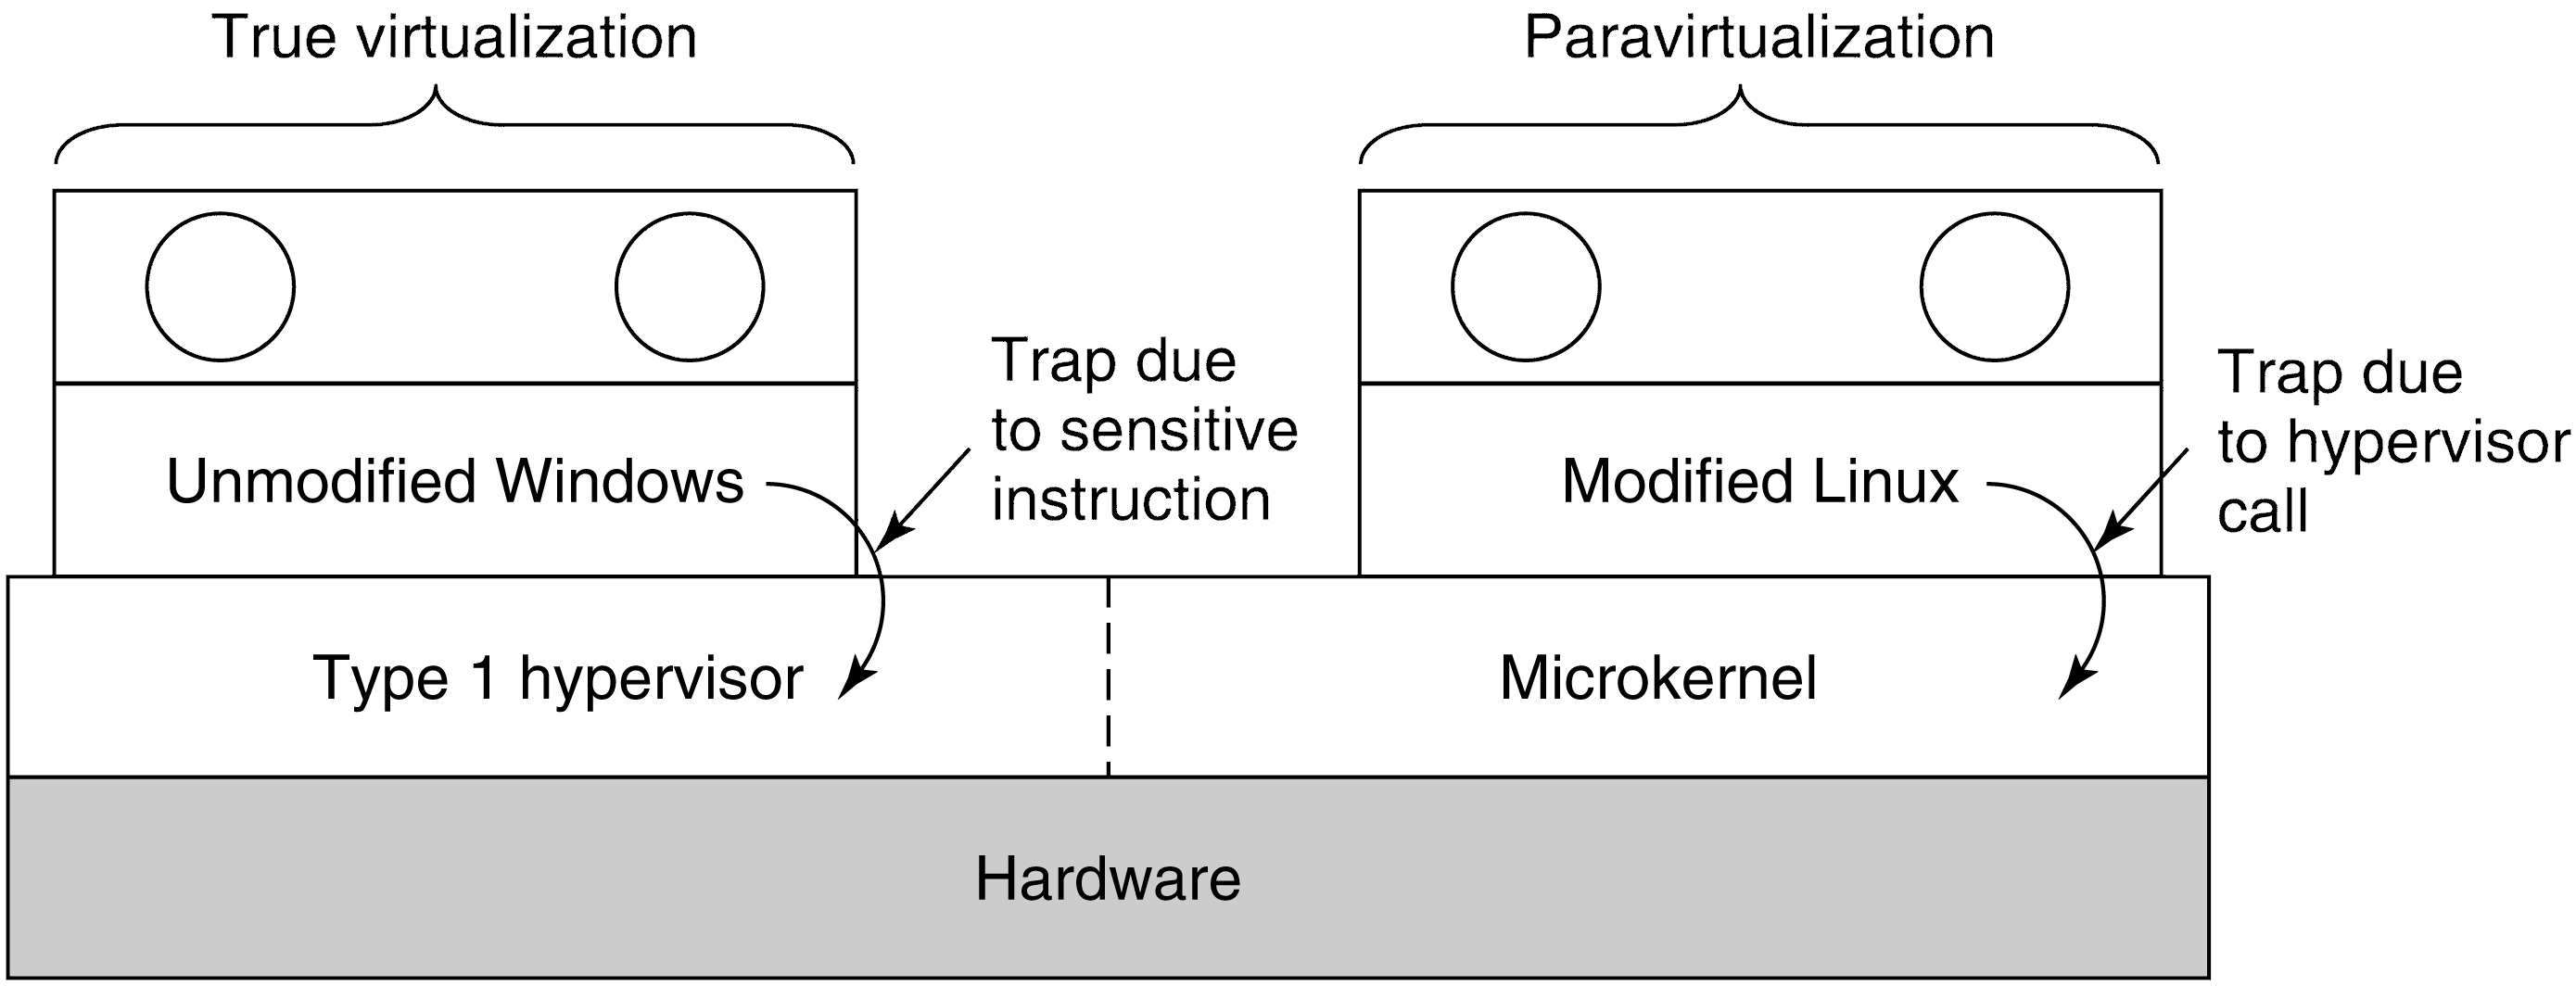 True virtualization
Paravirtualization
Trap due
to sensitive
instruction
Trap due
to hypervisor
call
Unmodified Windows
Modified Linux
Type 1 hypervisor
Microkernel
Hardware